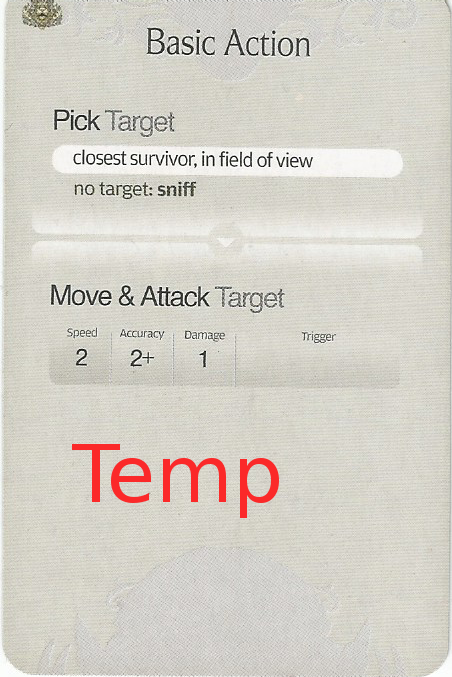 Basic Action
Pick Target
closest survivor, in field of view
no target: sniff
Move & Attack Target
Speed Accuracy Damage Trigger
2 2+ 1
Temp